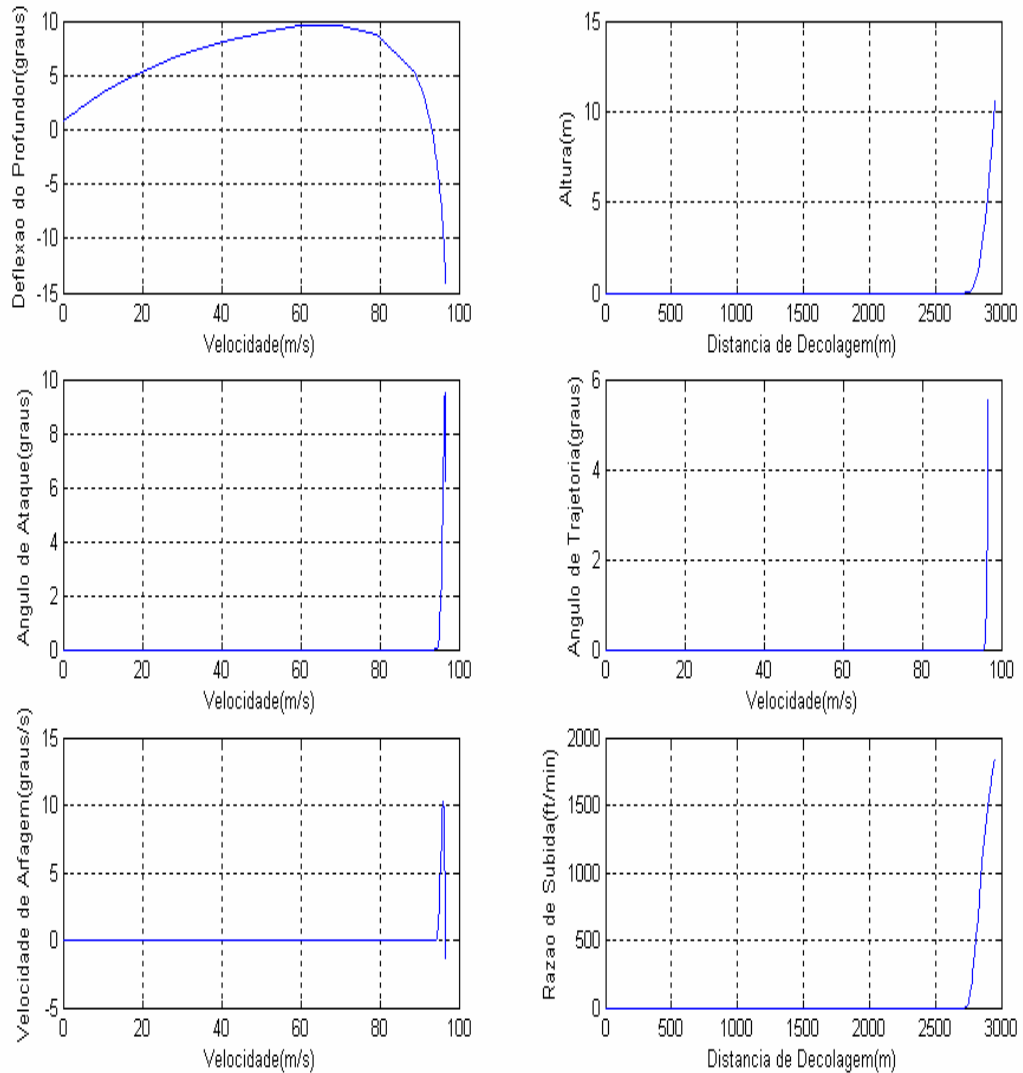 Deflexao do Profundor(graus)
10
5
0
-5
-10
-15
0 20 40 60 80 100
Velocidade(m/s)
Altura(m)
15
10
5
0
0 500 1000 1500 2000 2500 3000
Distancia de Decolagem(m)
Angulo de Ataque(graus)
10
8
6
4
2
0
0 20 40 60 80 100
Velocidade(m/s)
Angulo de Trajetoria(graus)
6
4
2
0
0 20 40 60 80 100
Velocidade(m/s)
Velocidade de Arfagem(graus/s)
15
10
5
0
-5
0 20 40 60 80 100
Velocidade(m/s)
Razao de Subida(ft/min)
2000
1500
1000
500
0
0 500 1000 1500 2000 2500 3000
Distancia de Decolagem(m)